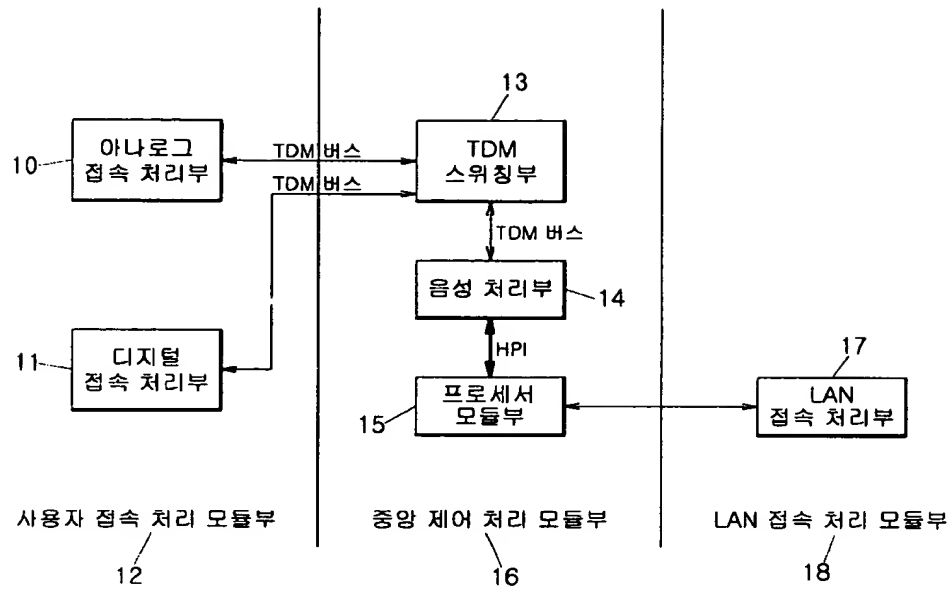 13
10
아나로그
접속 처리부
TDM 버스
TDM 버스
TDM
스위칭부
TDM 버스
음성 처리부
14
HPI
11
디지털
접속 처리부
15
프로세서
모듈부
17
LAN
접속 처리부
사용자 접속 처리 모듈부
중앙 제어 처리 모듈부
LAN 접속 처리 모듈부
12
16
18